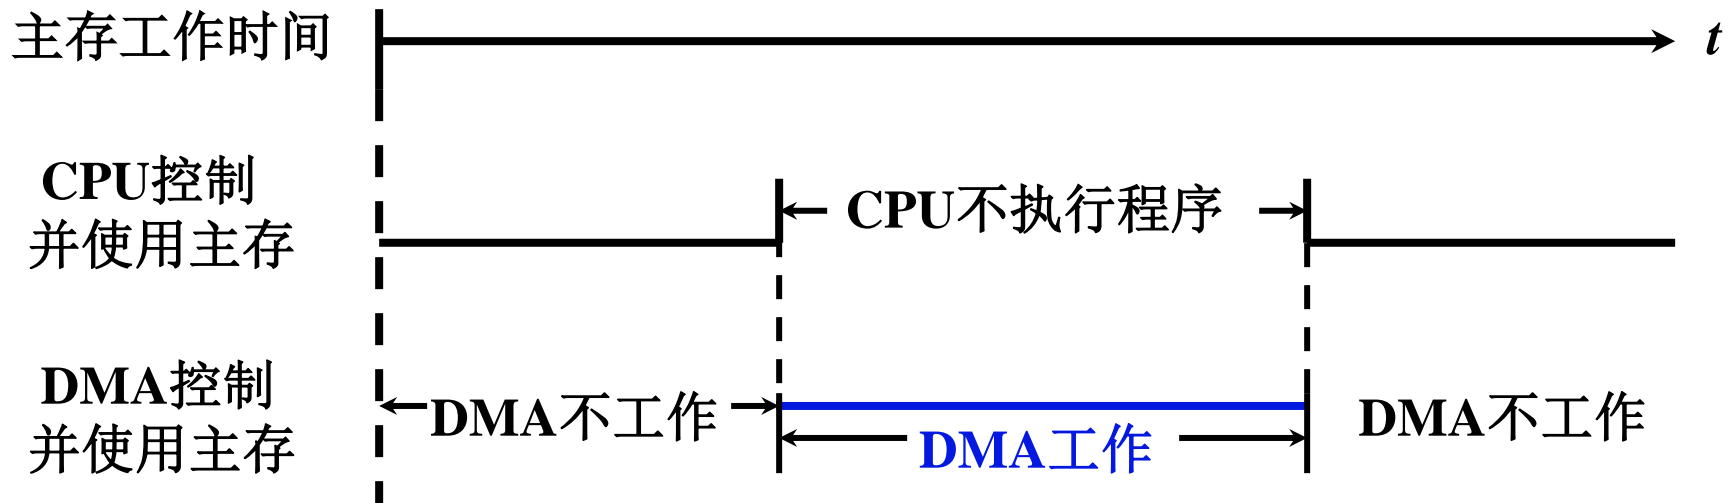 主存工作时间
t
CPU控制
并使用主存
CPU不执行程序
DMA控制
并使用主存
DMA不工作
DMA工作
DMA不工作